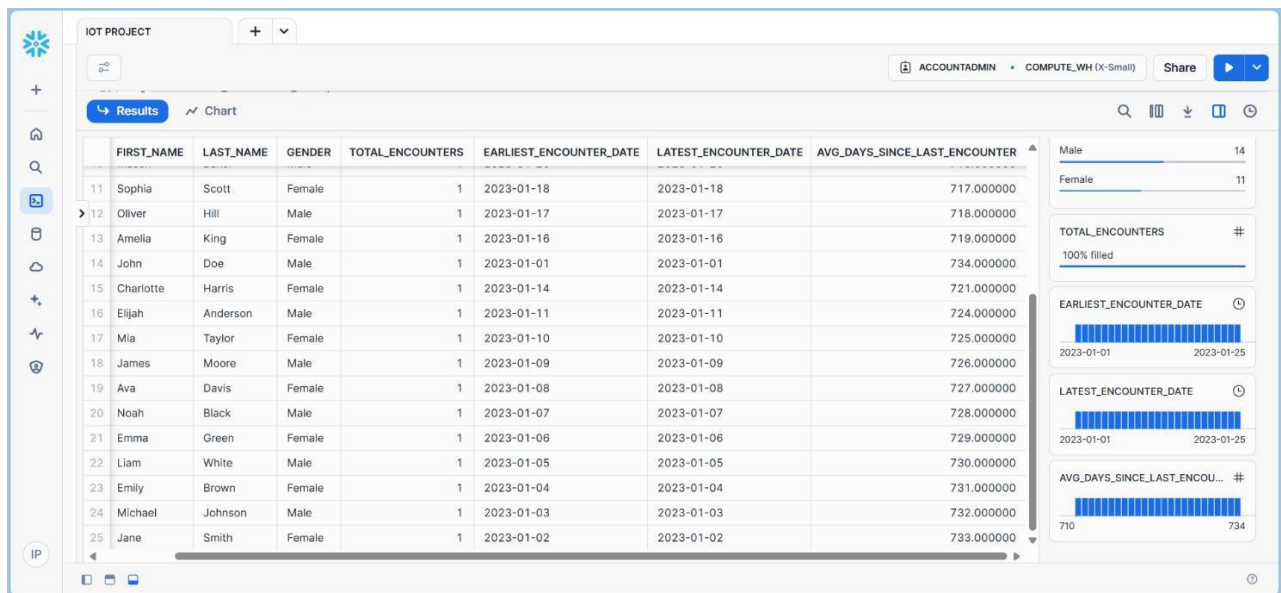 IOT PROJECT
ACCOUNTADMIN • COMPUTE_WH (X-Small) Share
Results Chart
FIRST_NAME LAST_NAME GENDER TOTAL_ENCOUNTERS EARLIEST_ENCOUNTER_DATE LATEST_ENCOUNTER_DATE AVG_DAYS_SINCE_LAST_ENCOUNTER
11 Sophia Scott Female 1 2023-01-18 2023-01-18 717.000000
12 Oliver Hill Male 1 2023-01-17 2023-01-17 718.000000
13 Amelia King Female 1 2023-01-16 2023-01-16 719.000000
14 John Doe Male 1 2023-01-01 2023-01-01 734.000000
15 Charlotte Harris Female 1 2023-01-14 2023-01-14 721.000000
16 Elijah Anderson Male 1 2023-01-11 2023-01-11 724.000000
17 Mia Taylor Female 1 2023-01-10 2023-01-10 725.000000
18 James Moore Male 1 2023-01-09 2023-01-09 726.000000
19 Ava Davis Female 1 2023-01-08 2023-01-08 727.000000
20 Noah Black Male 1 2023-01-07 2023-01-07 728.000000
21 Emma Green Female 1 2023-01-06 2023-01-06 729.000000
22 Liam White Male 1 2023-01-05 2023-01-05 730.000000
23 Emily Brown Female 1 2023-01-04 2023-01-04 731.000000
24 Michael Johnson Male 1 2023-01-03 2023-01-03 732.000000
25 Jane Smith Female 1 2023-01-02 2023-01-02 733.000000
Male 14
Female 11
TOTAL_ENCOUNTERS #
100% filled
EARLIEST_ENCOUNTER_DATE
2023-01-01 2023-01-25
LATEST_ENCOUNTER_DATE
2023-01-01 2023-01-25
AVG_DAYS_SINCE_LAST_ENCOU... #
710 734
IP